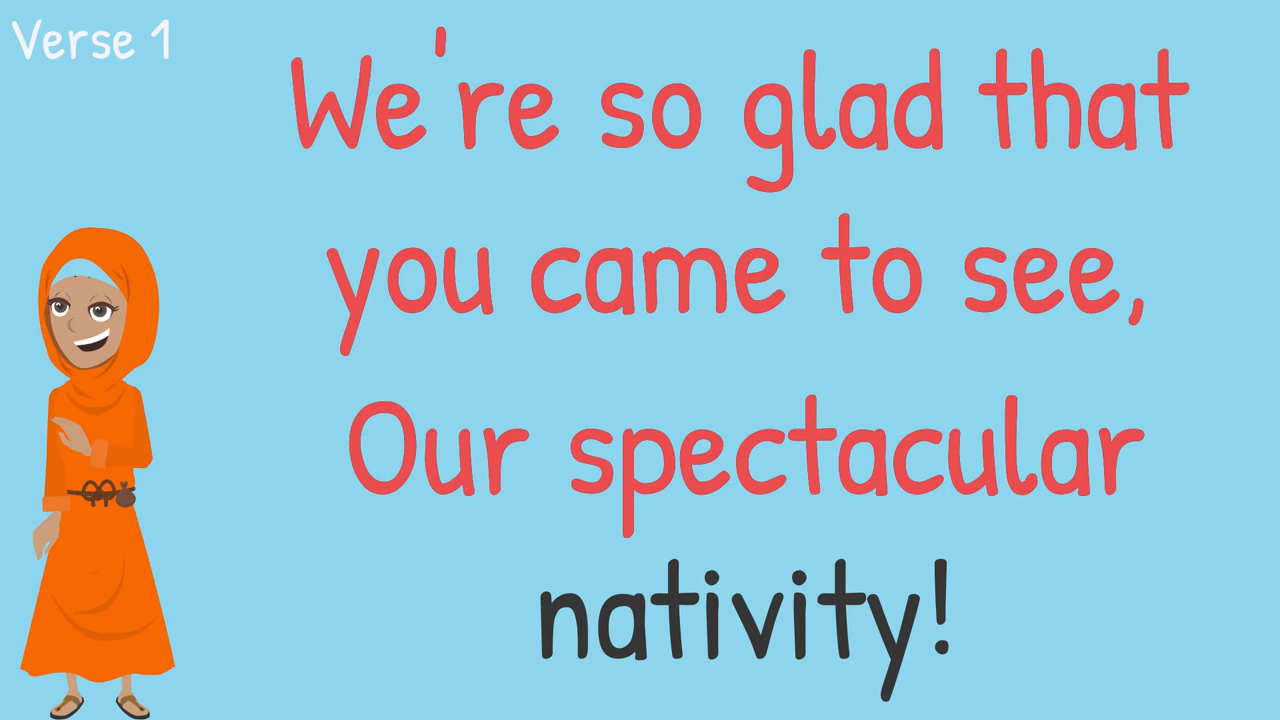 Verse 1
We're so glad that
you came to see,
Our spectacular
nativity!